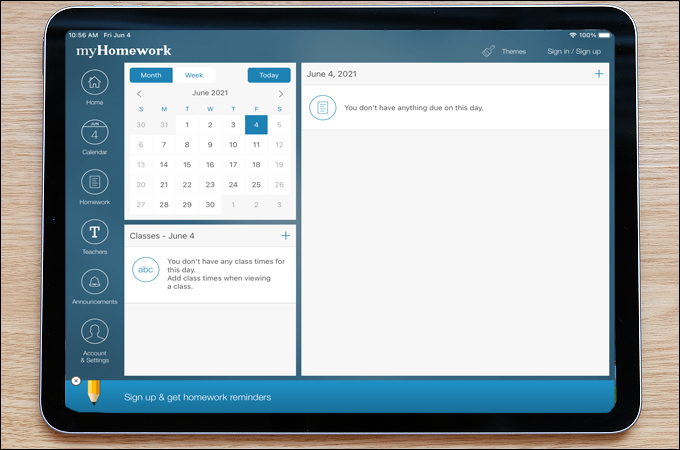 10:56 AM Fri Jun 4
100%
myHomework
Themes
Sign in / Sign up
Home
JUN
4
Calendar
Homework
T
Teachers
Announcements
Account
& Settings
Month Week Today
June 2021
S M T W T F S
30 31 1 2 3 4 5
6 7 8 9 10 11 12
13 14 15 16 17 18 19
20 21 22 23 24 25 26
27 28 29 30 1 2 3
Classes - June 4 +
abc
You don't have any class times for
this day.
Add class times when viewing
a class.
June 4, 2021 +
You don't have anything due on this day.
Sign up & get homework reminders